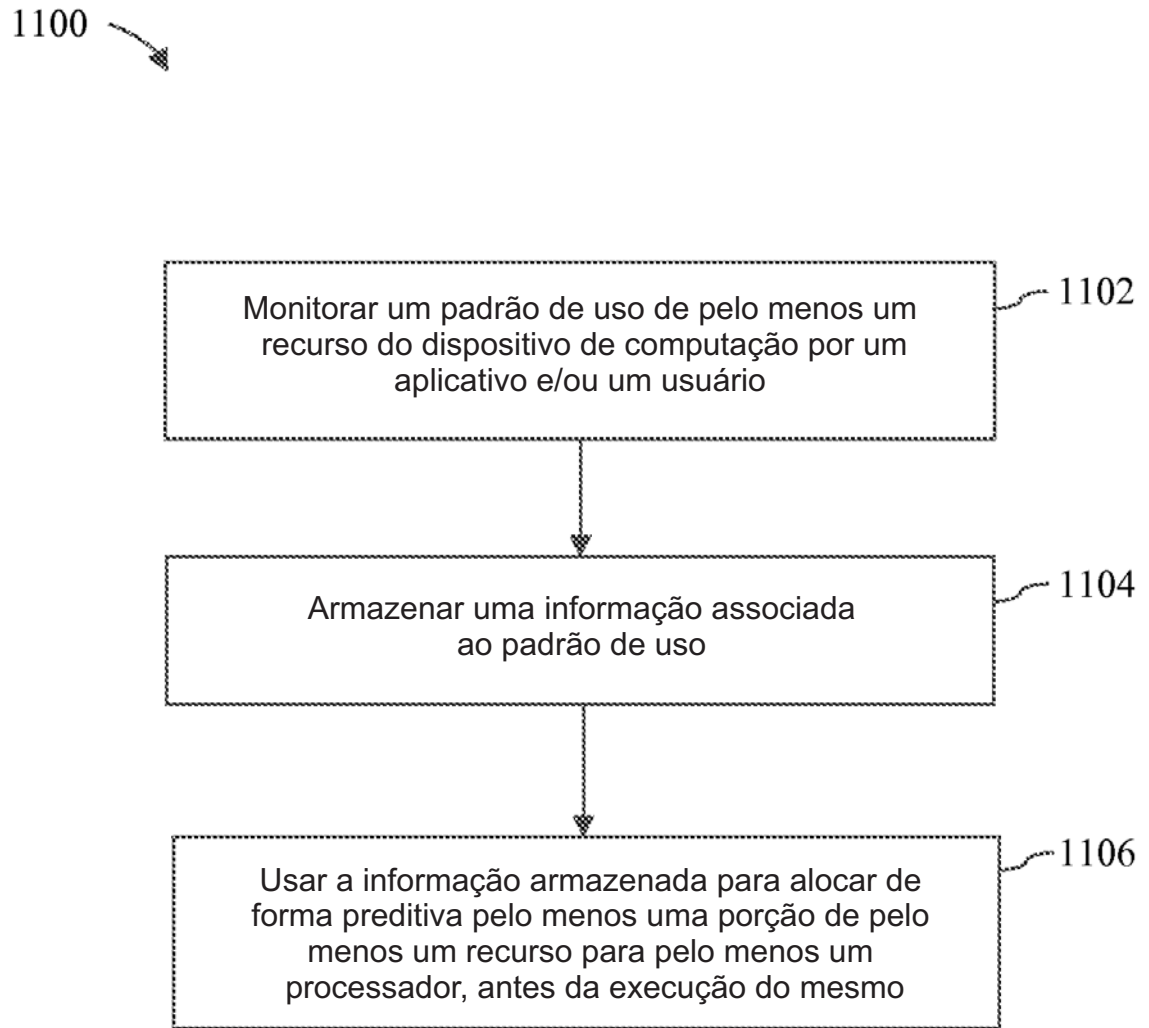 1100
Monitorar um padrão de uso de pelo menos um
recurso do dispositivo de computação por um
aplicativo e/ou um usuário
1102
Armazenar uma informação associada
ao padrão de uso
1104
Usar a informação armazenada para alocar de
forma preditiva pelo menos uma porção de pelo
menos um recurso para pelo menos um
processador, antes da execução do mesmo
1106